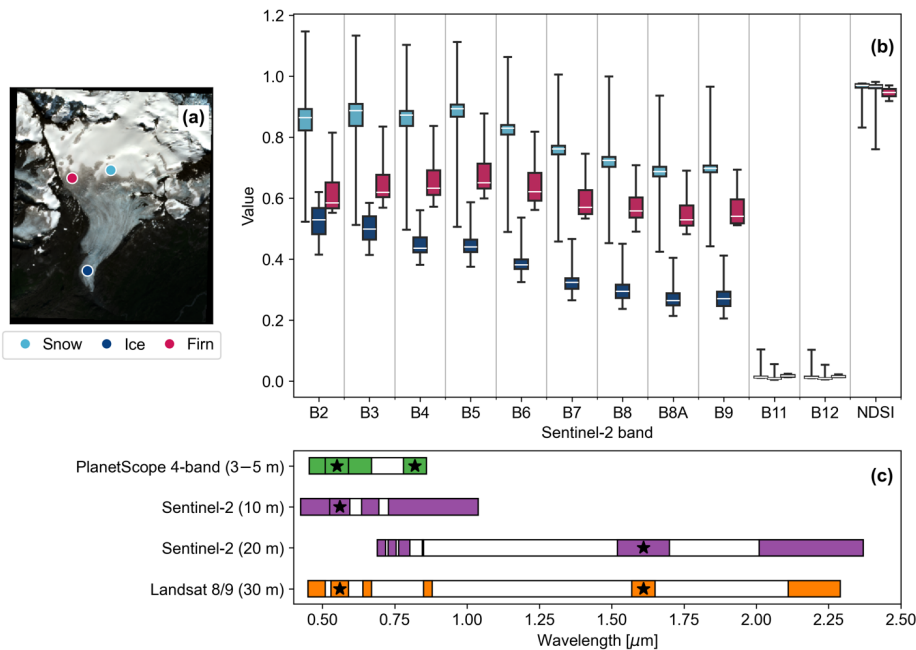 (a)
Snow Ice Firn
(b)
Value
1.2
1.0
0.8
0.6
0.4
0.2
0.0
B2 B3 B4 B5 B6 B7 B8 B8A B9 B11 B12 NDSI
Sentinel-2 band
(c)
PlanetScope 4-band (3−5 m)
Sentinel-2 (10 m)
Sentinel-2 (20 m)
Landsat 8/9 (30 m)
0.50 0.75 1.00 1.25 1.50 1.75 2.00 2.25 2.50
Wavelength [μm]